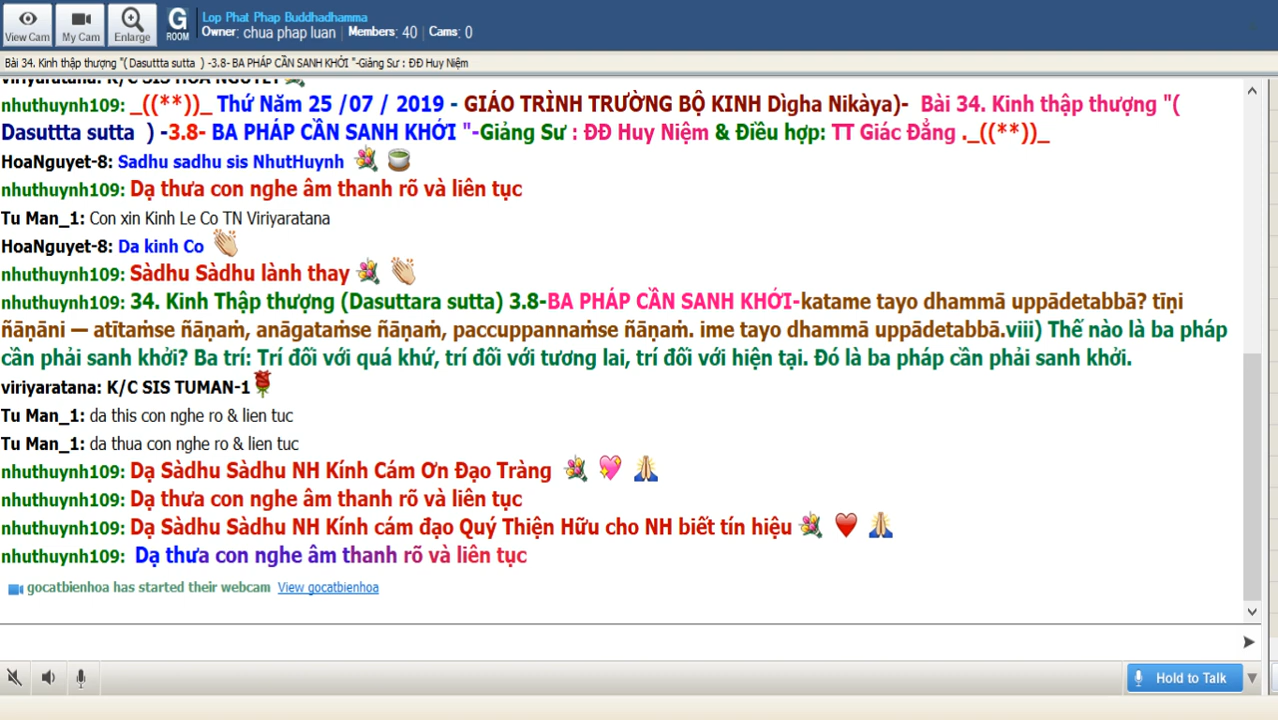 Lop Phat Phap Buddhadhamma
View Cam
My Cam
Enlarge
G ROOM
Owner: chua phap luan | Members: 40 | Cams: 0
Bài 34. Kinh thập thượng "( Dasuttta sutta ) -3.8- BA PHÁP CẦN SANH KHỞI "-Giảng Sư : ĐĐ Huy Niệm
nhuthuynh109: _((**))_ Thứ Năm 25 /07 / 2019 - GIÁO TRÌNH TRƯỜNG BỘ KINH Dìgha Nikàya)- Bài 34. Kinh thập thượng "(
Dasuttta sutta ) -3.8- BA PHÁP CẦN SANH KHỞI "-Giảng Sư : ĐĐ Huy Niệm & Điều hợp: TT Giác Đẳng ._((**))_
HoaNguyet-8: Sadhu sadhu sis NhutHuynh
nhuthuynh109: Dạ thưa con nghe âm thanh rõ và liên tục
Tu Man_1: Con xin Kinh Le Co TN Viriyaratana
HoaNguyet-8: Da kinh Co
nhuthuynh109: Sàdhu Sàdhu lành thay
nhuthuynh109: 34. Kinh Thập thượng (Dasuttara sutta) 3.8-BA PHÁP CẦN SANH KHỞI-katame tayo dhammā uppādetabbā? tīṇi
ñāṇāni — atītaṁse ñāṇaṁ, anāgataṁse ñāṇaṁ, paccuppannaṁse ñāṇaṁ. ime tayo dhammā uppādetabbā.viii) Thế nào là ba pháp
cần phải sanh khởi? Ba trí: Trí đối với quá khứ, trí đối với tương lai, trí đối với hiện tại. Đó là ba pháp cần phải sanh khởi.
viriyaratana: K/C SIS TUMAN-1
Tu Man_1: da this con nghe ro & lien tuc
Tu Man_1: da thua con nghe ro & lien tuc
nhuthuynh109: Dạ Sàdhu Sàdhu NH Kính Cám Ơn Đạo Tràng
nhuthuynh109: Dạ thưa con nghe âm thanh rõ và liên tục
nhuthuynh109: Dạ Sàdhu Sàdhu NH Kính cám đạo Quý Thiện Hữu cho NH biết tín hiệu
nhuthuynh109: Dạ thưa con nghe âm thanh rõ và liên tục
gocatbienhoa has started their webcam View gocatbienhoa
Hold to Talk